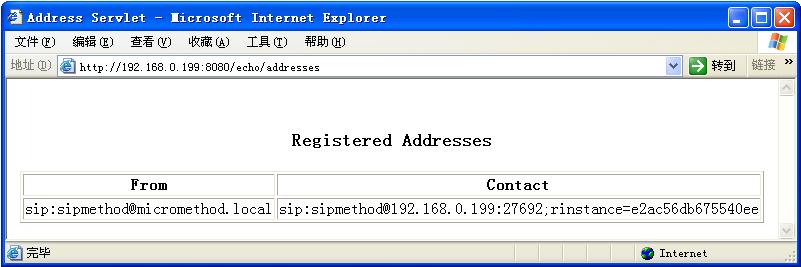 Address Servlet - Microsoft Internet Explorer
文件(F) 编辑(E) 查看(V) 收藏(A) 工具(T) 帮助(H)
地址(D) http://192.168.0.199:8080/echo/addresses 转到 链接 »
Registered Addresses
From Contact
sip:sipmethod@micromethod.local sip:sipmethod@192.168.0.199:27692;rinstance=e2ac56db675540ee
完毕 Internet